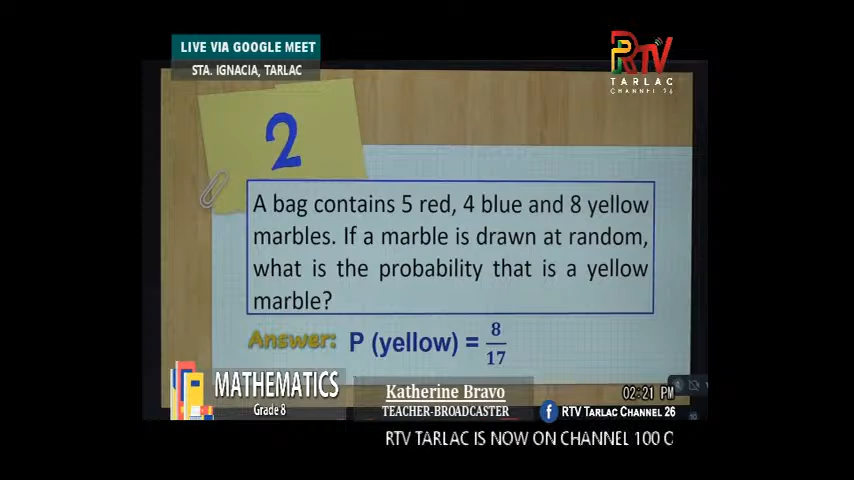 LIVE VIA GOOGLE MEET
STA. IGNACIA, TARLAC
RTV
TARLAC
CHANNEL 26
2
A bag contains 5 red, 4 blue and 8 yellow
marbles. If a marble is drawn at random,
what is the probability that is a yellow
marble?
Answer: P (yellow) = 8/17
MATHEMATICS
Grade 8
Katherine Bravo
TEACHER-BROADCASTER
02:21 PM
RTV TARLAC CHANNEL 26
RTV TARLAC IS NOW ON CHANNEL 100 O